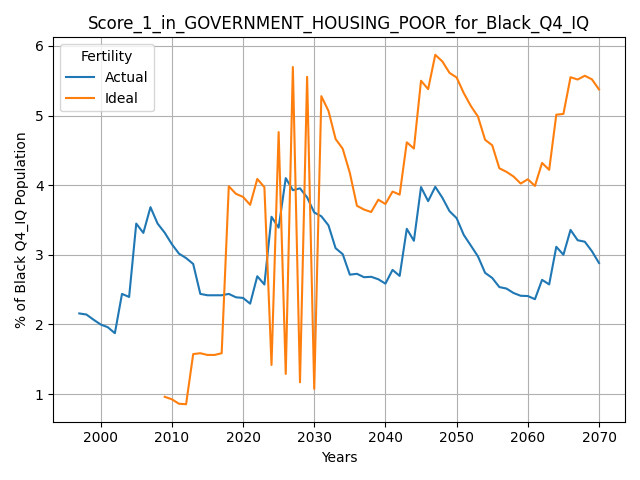 Score_1_in_GOVERNMENT_HOUSING_POOR_for_Black_Q4_IQ
Fertility
Actual
Ideal
% of Black Q4_IQ Population
6
5
4
3
2
1
2000 2010 2020 2030 2040 2050 2060 2070
Years